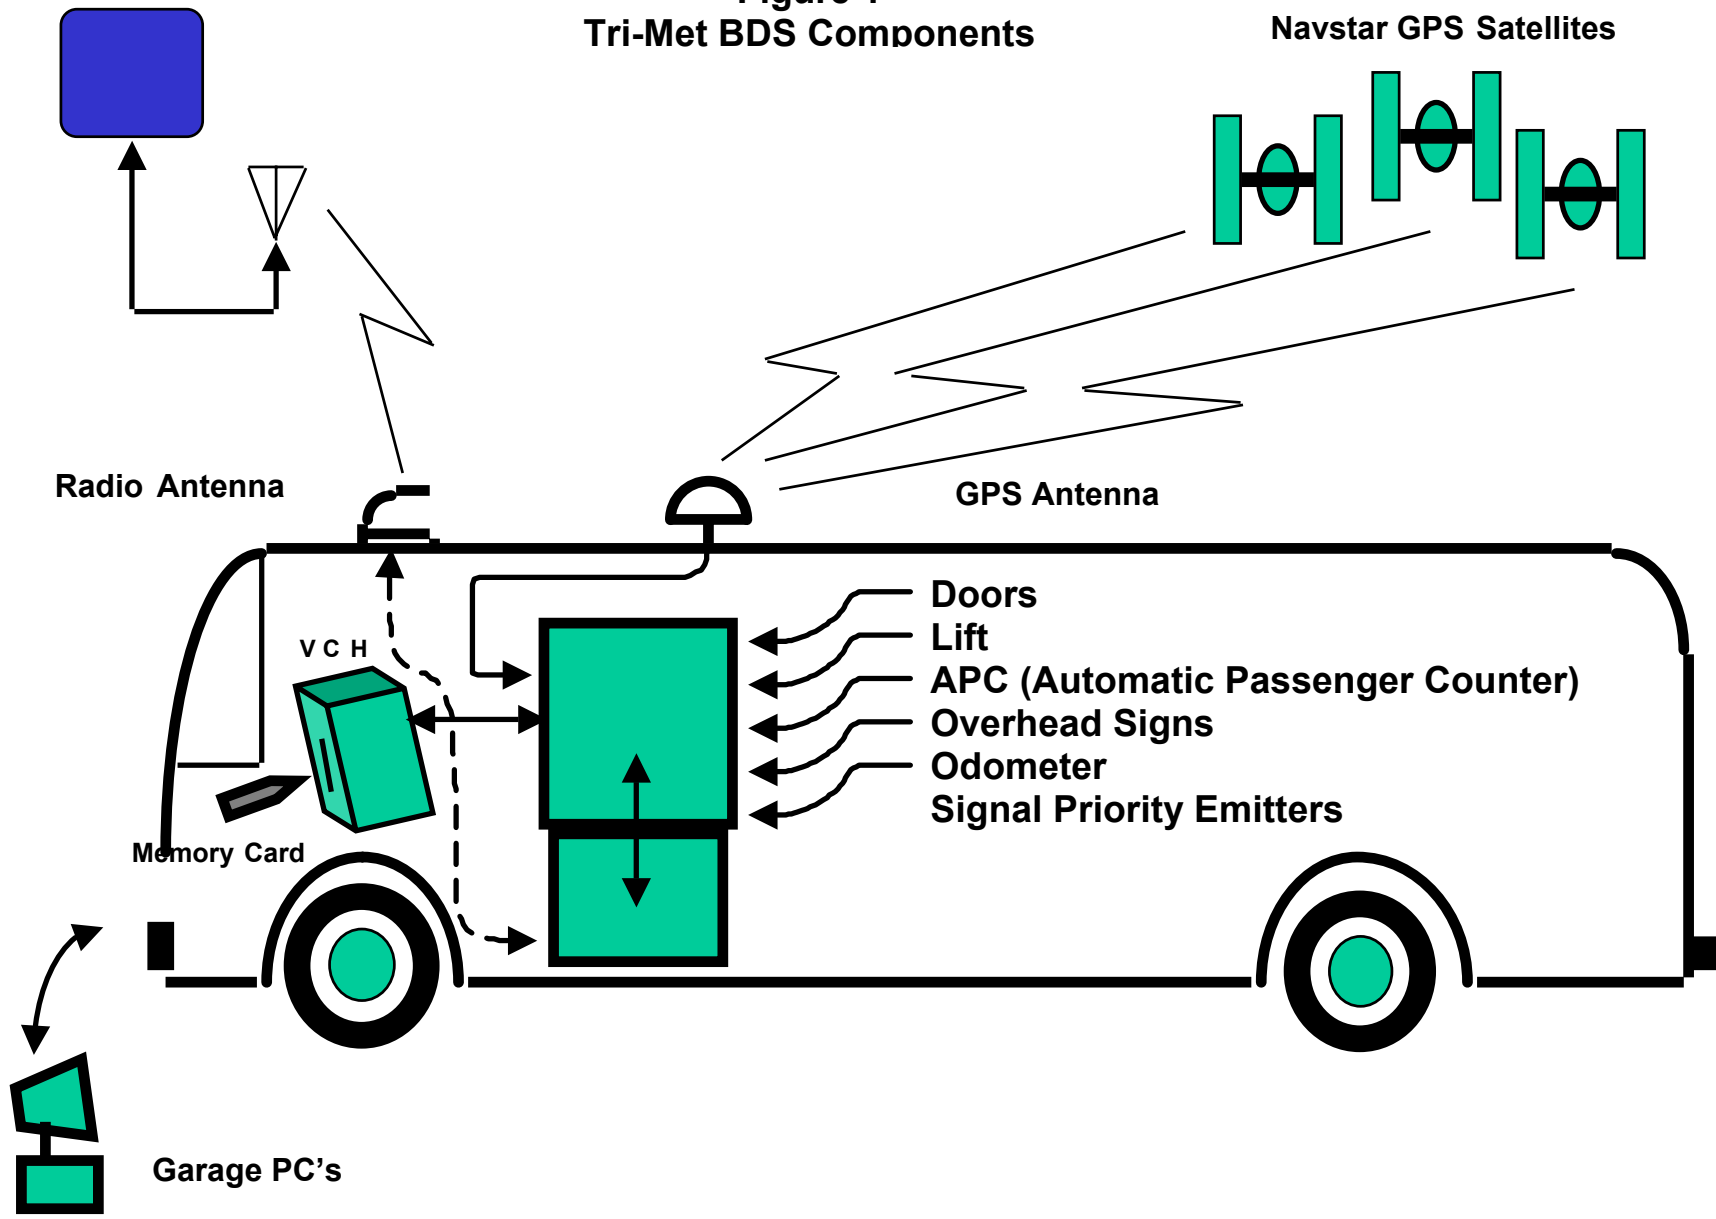 Tri-Met BDS Components
Navstar GPS Satellites
Radio Antenna
GPS Antenna
Doors
Lift
V C H
APC (Automatic Passenger Counter)
Overhead Signs
Odometer
Signal Priority Emitters
Memory Card
Garage PC’s